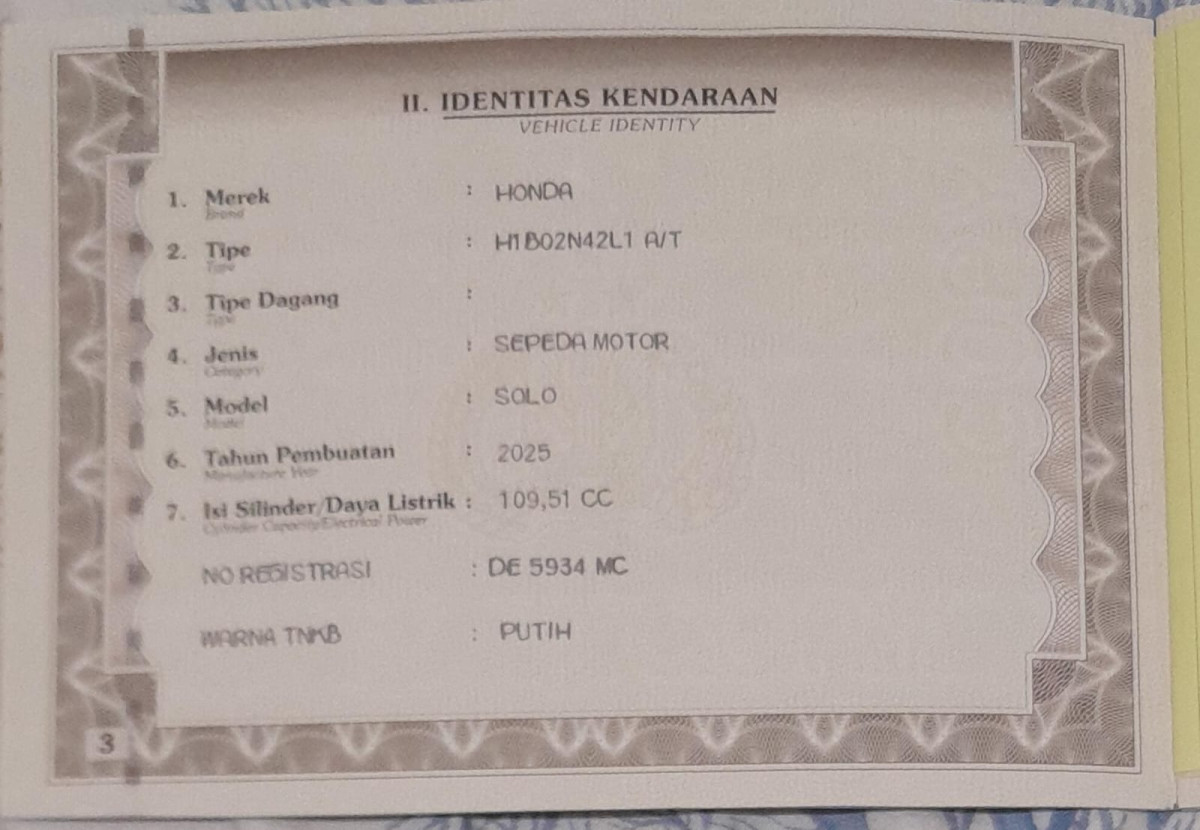 II. IDENTITAS KENDARAAN
VEHICLE IDENTITY
1. Merek : HONDA
Brand
2. Tipe : H1B02N42L1 A/T
Type
3. Tipe Dagang :
Type
4. Jenis : SEPEDA MOTOR
Category
5. Model : SOLO
Model
6. Tahun Pembuatan : 2025
Manufacture Year
7. Isi Silinder/Daya Listrik : 109,51 CC
Cylinder Capacity/Electrical Power
NO REGISTRASI : DE 5934 MC
WARNA TNKB : PUTIH
3